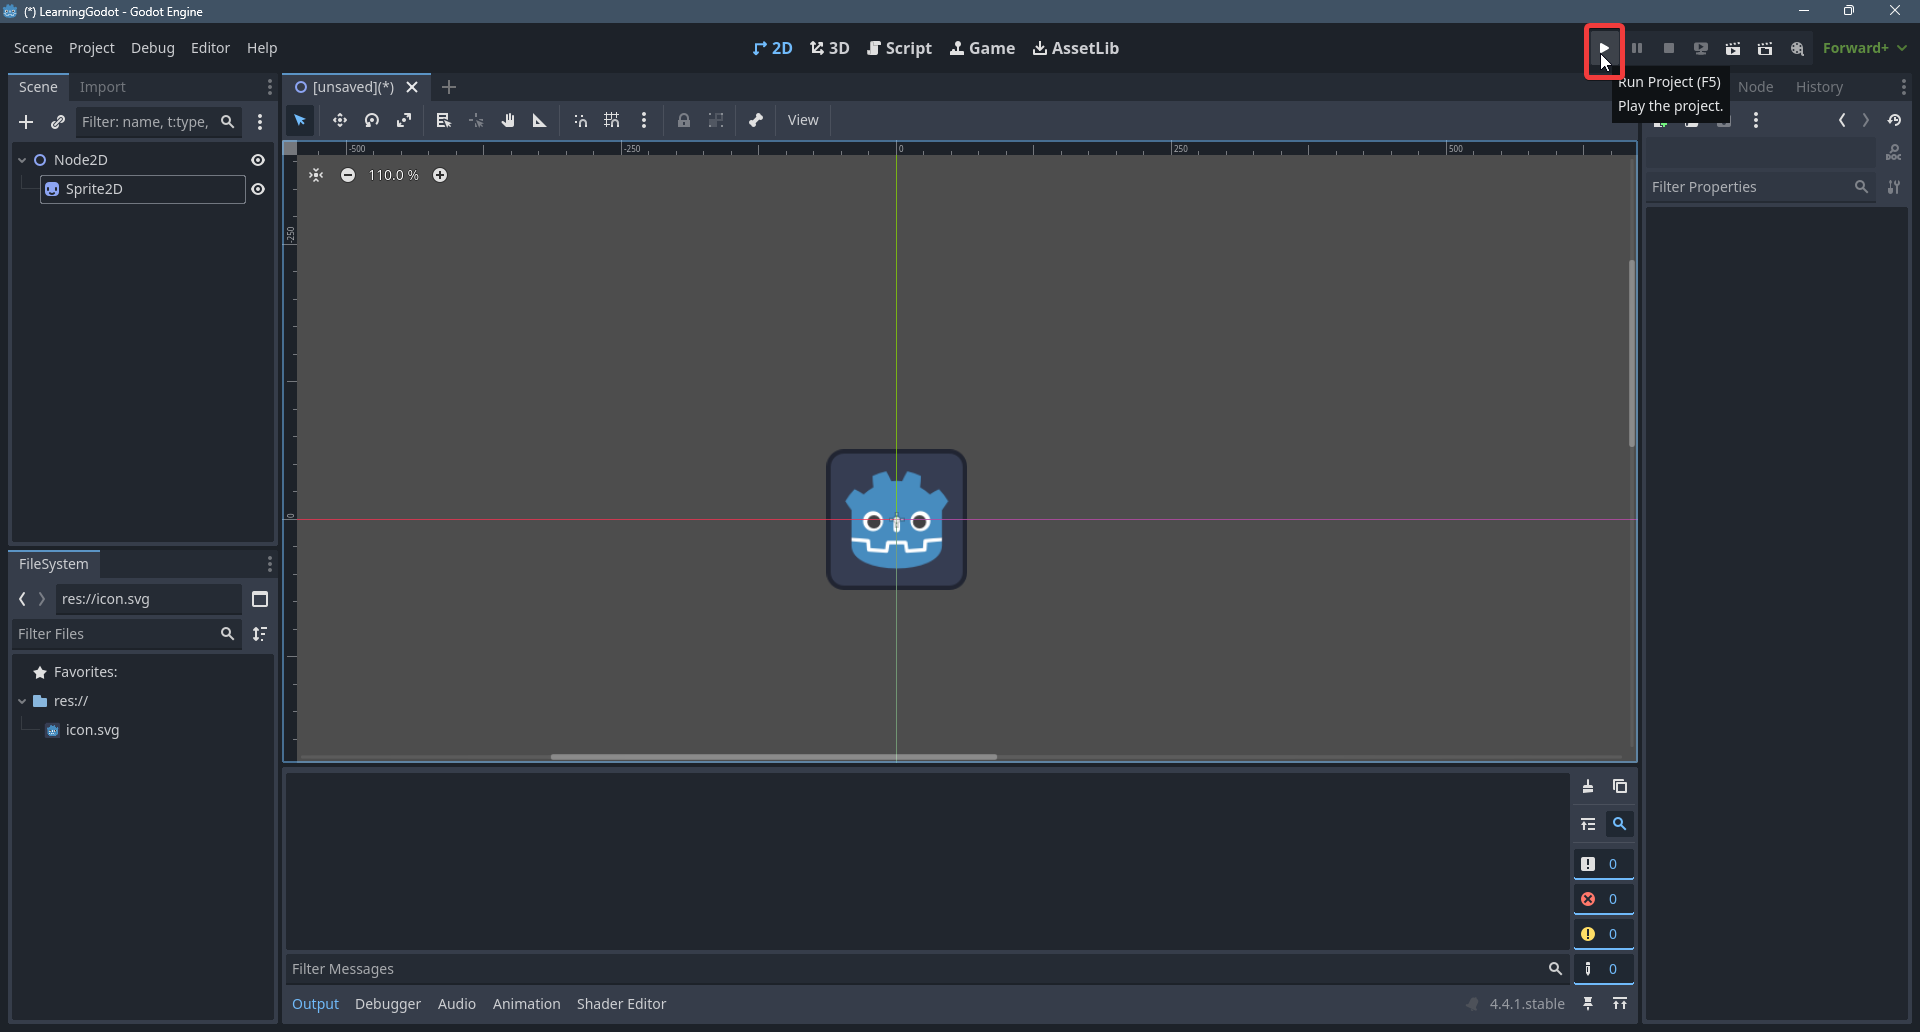 (*) LearningGodot - Godot Engine
Scene Project Debug Editor Help
2D 3D Script Game AssetLib
Forward+
Run Project (F5)
Play the project.
Scene Import
[unsaved](*)
Node History
Filter: name, t:type,
View
-500 -250 0 250 500
Node2D
Sprite2D
110.0 %
Filter Properties
DOC
-250
0
FileSystem
res://icon.svg
Filter Files
Favorites:
res://
icon.svg
0
0
0
0
Filter Messages
Output Debugger Audio Animation Shader Editor
4.4.1.stable